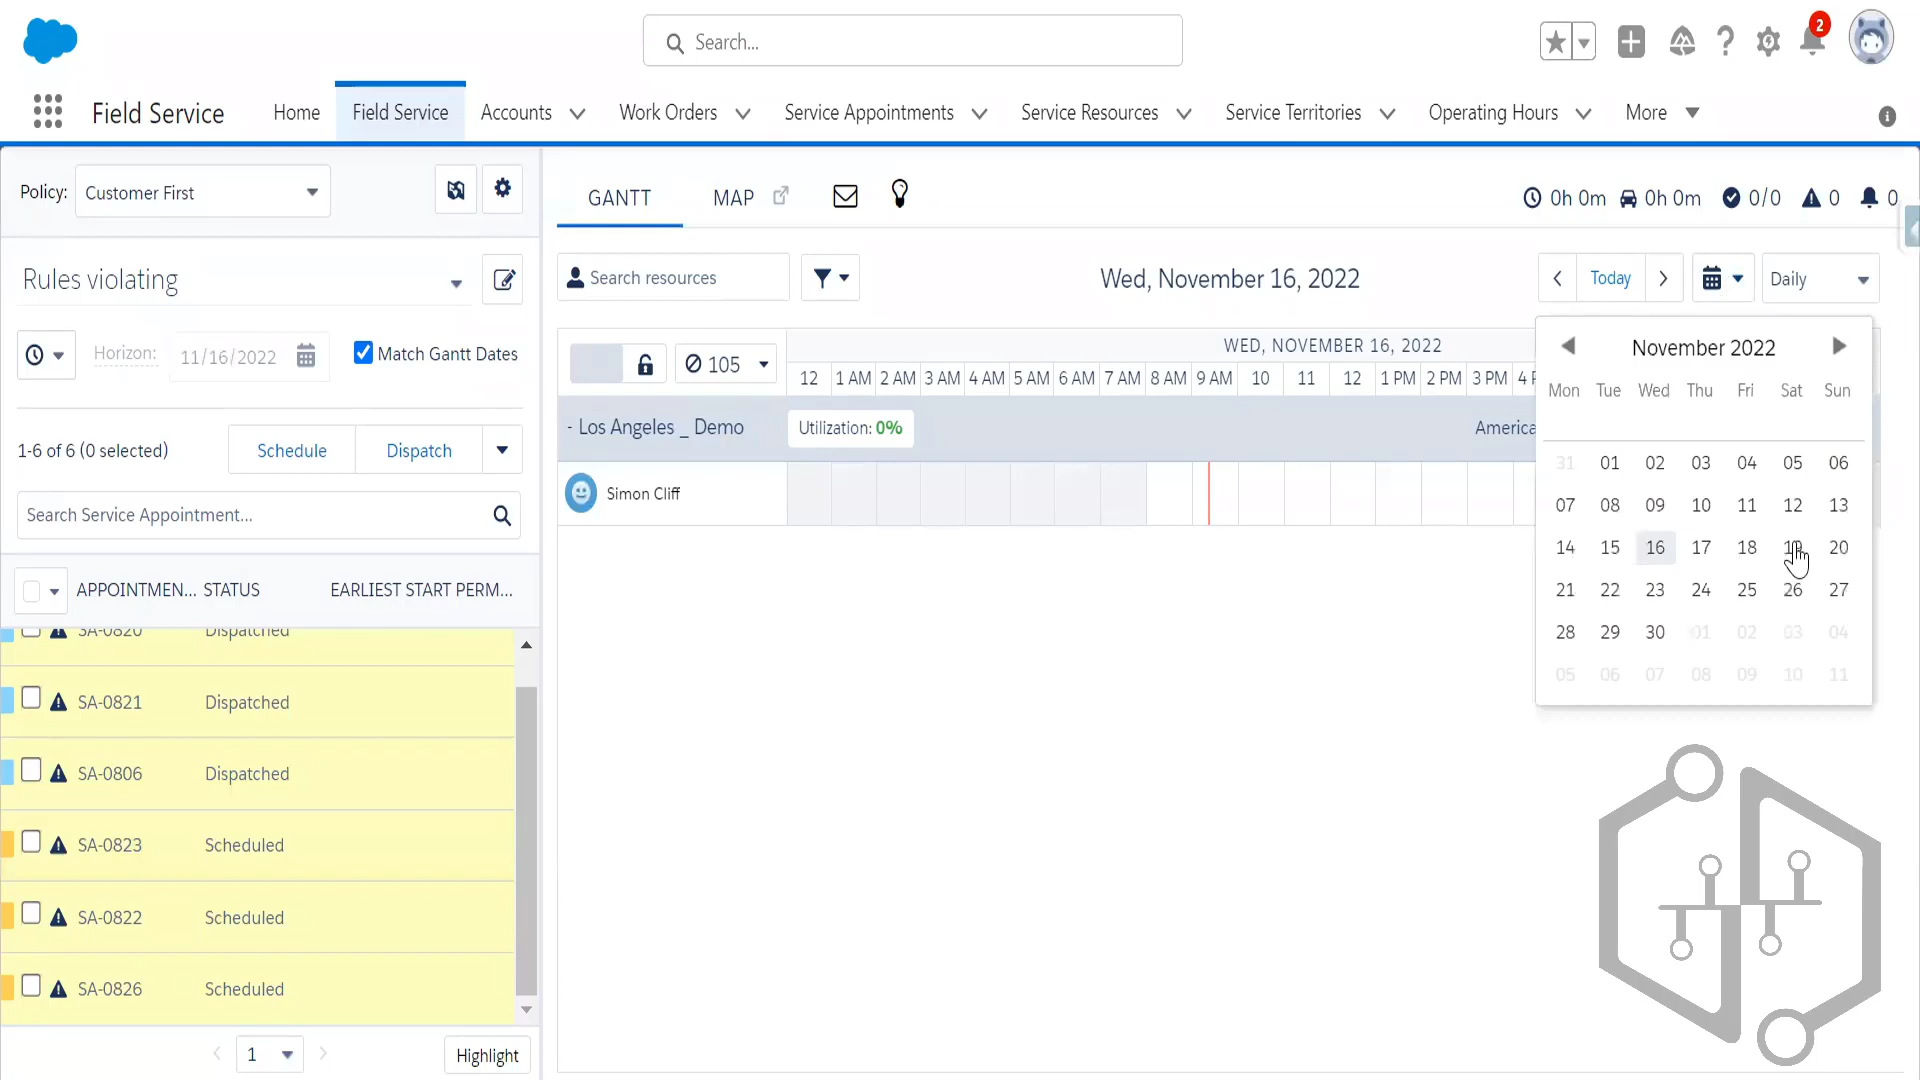 Search...
2
Field Service
Home
Field Service
Accounts
Work Orders
Service Appointments
Service Resources
Service Territories
Operating Hours
More
Policy:
Customer First
GANTT
MAP
0h 0m
0h 0m
0/0
0
0
Rules violating
Search resources
Wed, November 16, 2022
Today
Daily
Horizon:
11/16/2022
Match Gantt Dates
105
WED, NOVEMBER 16, 2022
12 1 AM 2 AM 3 AM 4 AM 5 AM 6 AM 7 AM 8 AM 9 AM 10 11 12 1 PM 2 PM 3 PM 4 P
- Los Angeles _ Demo
Utilization: 0%
America
Simon Cliff
November 2022
Mon Tue Wed Thu Fri Sat Sun
31 01 02 03 04 05 06
07 08 09 10 11 12 13
14 15 16 17 18 19 20
21 22 23 24 25 26 27
28 29 30 01 02 03 04
05 06 07 08 09 10 11
1-6 of 6 (0 selected)
Schedule
Dispatch
Search Service Appointment...
APPOINTMEN... STATUS EARLIEST START PERM...
SA-0820 Dispatched
SA-0821 Dispatched
SA-0806 Dispatched
SA-0823 Scheduled
SA-0822 Scheduled
SA-0826 Scheduled
1
Highlight